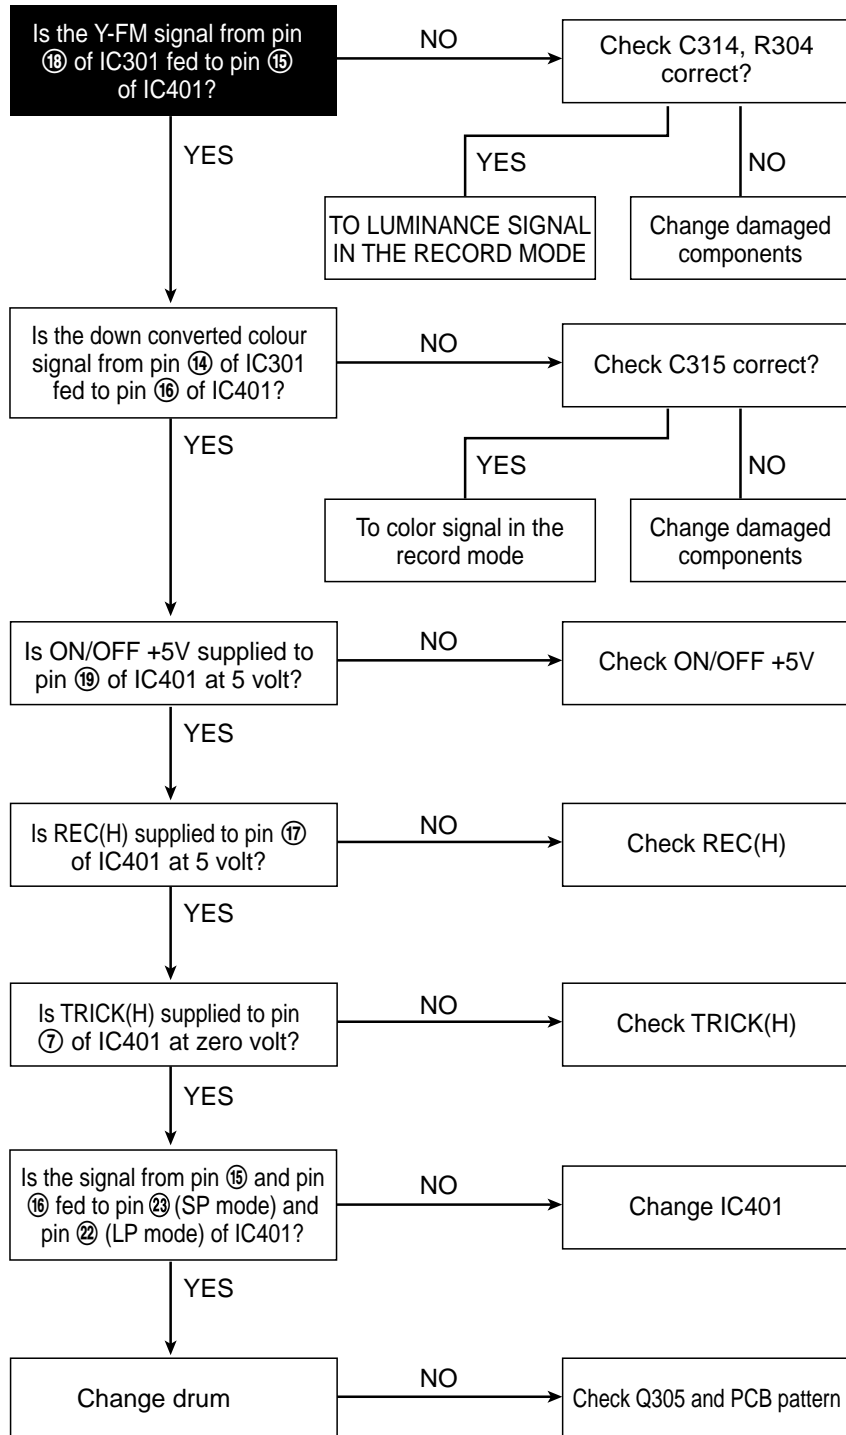 Is the Y-FM signal from pin
⑱ of IC301 fed to pin ⑮
of IC401?
NO
Check C314, R304
correct?
YES
YES
NO
TO LUMINANCE SIGNAL
IN THE RECORD MODE
Change damaged
components
Is the down converted colour
signal from pin ⑭ of IC301
fed to pin ⑯ of IC401?
NO
Check C315 correct?
YES
YES
NO
To color signal in the
record mode
Change damaged
components
Is ON/OFF +5V supplied to
pin ⑲ of IC401 at 5 volt?
NO
Check ON/OFF +5V
YES
Is REC(H) supplied to pin ⑰
of IC401 at 5 volt?
NO
Check REC(H)
YES
Is TRICK(H) supplied to pin
⑦ of IC401 at zero volt?
NO
Check TRICK(H)
YES
Is the signal from pin ⑮ and pin
⑯ fed to pin ㉓ (SP mode) and
pin ㉒ (LP mode) of IC401?
NO
Change IC401
YES
Change drum
NO
Check Q305 and PCB pattern